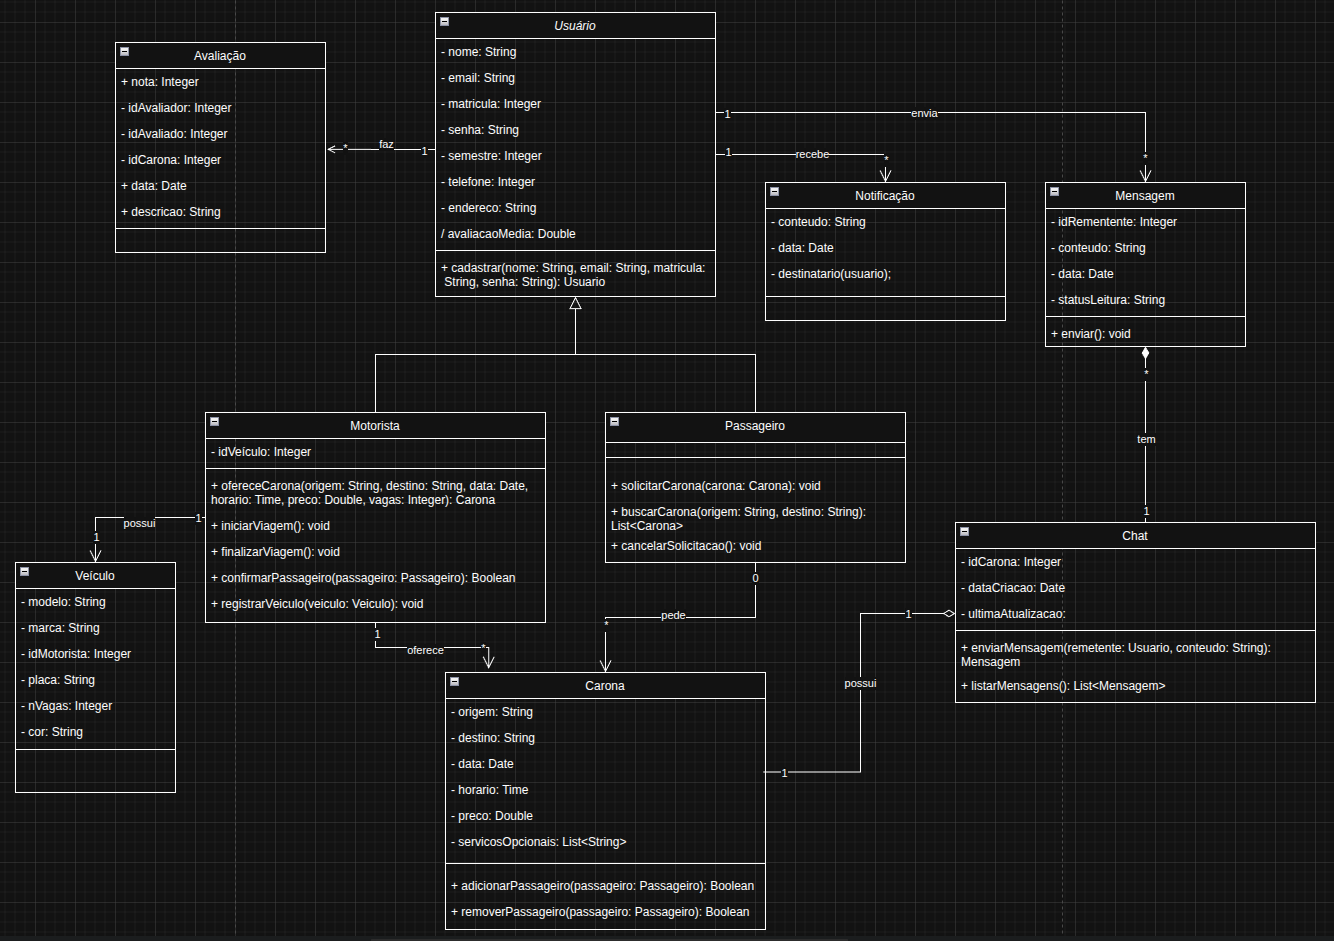 Usuário
- nome: String
- email: String
- matricula: Integer
- senha: String
- semestre: Integer
- telefone: Integer
- endereco: String
/ avaliacaoMedia: Double
+ cadastrar(nome: String, email: String, matricula:
String, senha: String): Usuario
Avaliação
+ nota: Integer
- idAvaliador: Integer
- idAvaliado: Integer
- idCarona: Integer
+ data: Date
+ descricao: String
* faz 1
1 envia *
1 recebe *
Notificação
- conteudo: String
- data: Date
- destinatario(usuario);
Mensagem
- idRementente: Integer
- conteudo: String
- data: Date
- statusLeitura: String
+ enviar(): void
*
tem
1
Motorista
- idVeículo: Integer
+ ofereceCarona(origem: String, destino: String, data: Date,
horario: Time, preco: Double, vagas: Integer): Carona
+ iniciarViagem(): void
+ finalizarViagem(): void
+ confirmarPassageiro(passageiro: Passageiro): Boolean
+ registrarVeiculo(veiculo: Veiculo): void
Passageiro
+ solicitarCarona(carona: Carona): void
+ buscarCarona(origem: String, destino: String):
List<Carona>
+ cancelarSolicitacao(): void
possui 1
1
Veículo
- modelo: String
- marca: String
- idMotorista: Integer
- placa: String
- nVagas: Integer
- cor: String
1
oferece *
0
pede
*
Chat
- idCarona: Integer
- dataCriacao: Date
- ultimaAtualizacao:
+ enviarMensagem(remetente: Usuario, conteudo: String):
Mensagem
+ listarMensagens(): List<Mensagem>
1
possui
1
Carona
- origem: String
- destino: String
- data: Date
- horario: Time
- preco: Double
- servicosOpcionais: List<String>
+ adicionarPassageiro(passageiro: Passageiro): Boolean
+ removerPassageiro(passageiro: Passageiro): Boolean